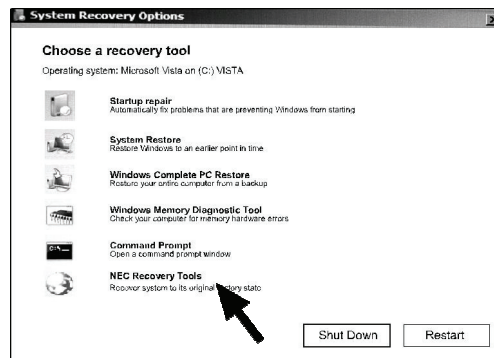 System Recovery Options
Choose a recovery tool
Operating system: Microsoft Vista on (C:) VISTA
Startup repair
Automatically fix problems that are preventing Windows from starting
System Restore
Restore Windows to an earlier point in time
Windows Complete PC Restore
Restore your entire computer from a backup
Windows Memory Diagnostic Tool
Check your computer for memory hardware errors
Command Prompt
Open a command prompt window
NEC Recovery Tools
Recover system to its original factory state
Shut Down
Restart